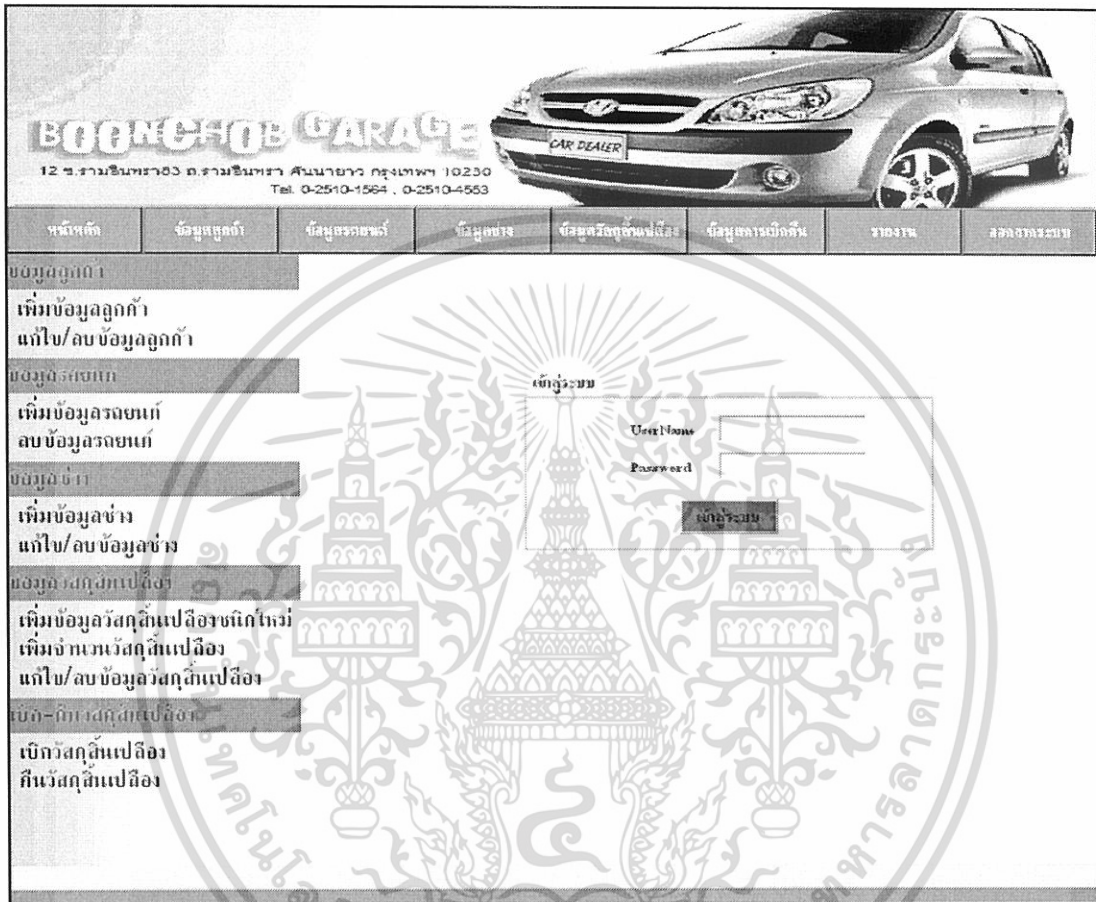 BOONCHOB GARAGE
CAR DEALER
12 ซ.รามอินทรา83 ถ.รามอินทรา คันนายาว กรุงเทพฯ 10230
Tel. 0-2510-1564 , 0-2510-4553
หน้าหลัก ข้อมูลลูกค้า ข้อมูลรถยนต์ ข้อมูลช่าง ข้อมูลวัสดุสิ้นเปลือง ข้อมูลการเบิกคืน รายงาน ออกจากระบบ
ข้อมูลลูกค้า
เพิ่มข้อมูลลูกค้า
แก้ไข/ลบข้อมูลลูกค้า
ข้อมูลรถยนต์
เพิ่มข้อมูลรถยนต์
ลบข้อมูลรถยนต์
ข้อมูลช่าง
เพิ่มข้อมูลช่าง
แก้ไข/ลบข้อมูลช่าง
ข้อมูลวัสดุสิ้นเปลือง
เพิ่มข้อมูลวัสดุสิ้นเปลืองชนิดใหม่
เพิ่มจำนวนวัสดุสิ้นเปลือง
แก้ไข/ลบข้อมูลวัสดุสิ้นเปลือง
เบิก-คืนวัสดุสิ้นเปลือง
เบิกวัสดุสิ้นเปลือง
คืนวัสดุสิ้นเปลือง
เข้าสู่ระบบ
UserName
Password
เข้าสู่ระบบ